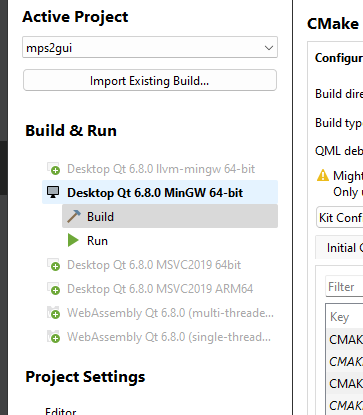 Active Project
mps2gui
Import Existing Build...
Build & Run
Desktop Qt 6.8.0 llvm-mingw 64-bit
Desktop Qt 6.8.0 MinGW 64-bit
Build
Run
Desktop Qt 6.8.0 MSVC2019 64bit
Desktop Qt 6.8.0 MSVC2019 ARM64
WebAssembly Qt 6.8.0 (multi-threade...
WebAssembly Qt 6.8.0 (single-thread...
Project Settings
Editor
CMake
Configur
Build dire
Build type
QML deb
Might
Only
Kit Conf
Initial
Filter
Key
CMAK
CMAK
CMAK
CMAK